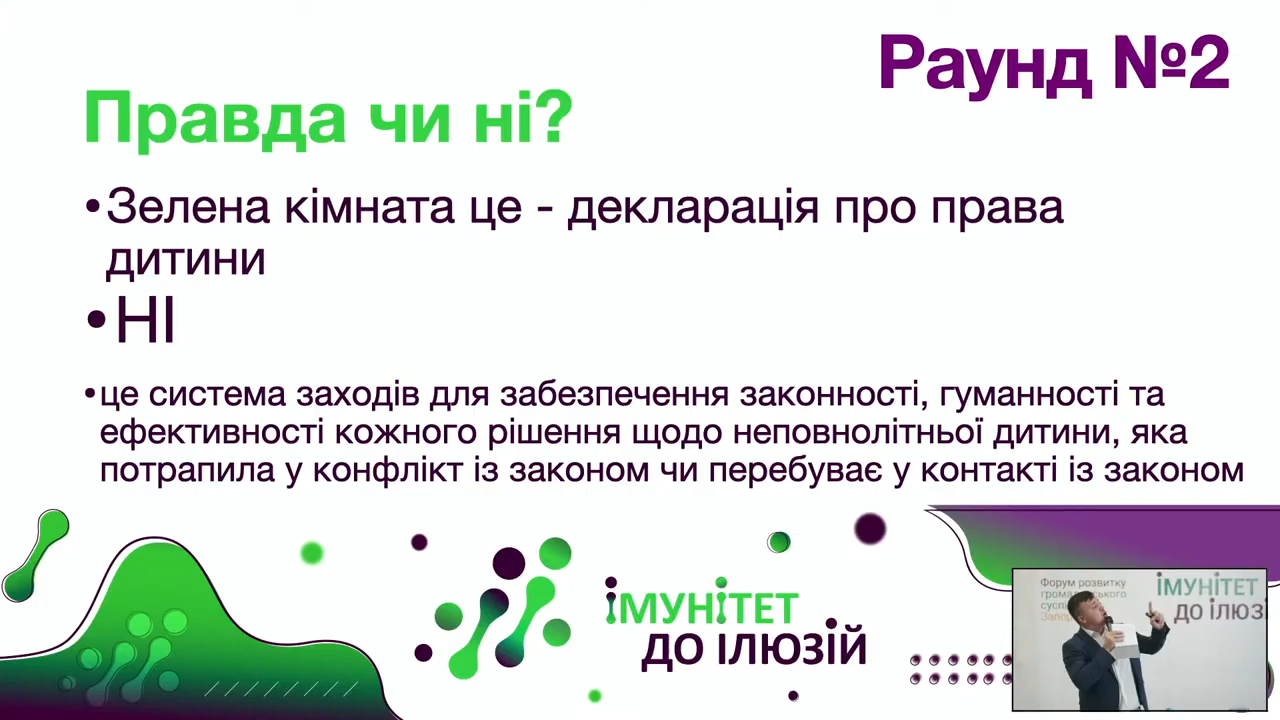 Раунд №2
Правда чи ні?
•Зелена кімната це - декларація про права
дитини
•НІ
•це система заходів для забезпечення законності, гуманності та
ефективності кожного рішення щодо неповнолітньої дитини, яка
потрапила у конфлікт із законом чи перебуває у контакті із законом
імунітет
до ілюзій
Форум розвитку
громадського
імунітет
до ілюзі